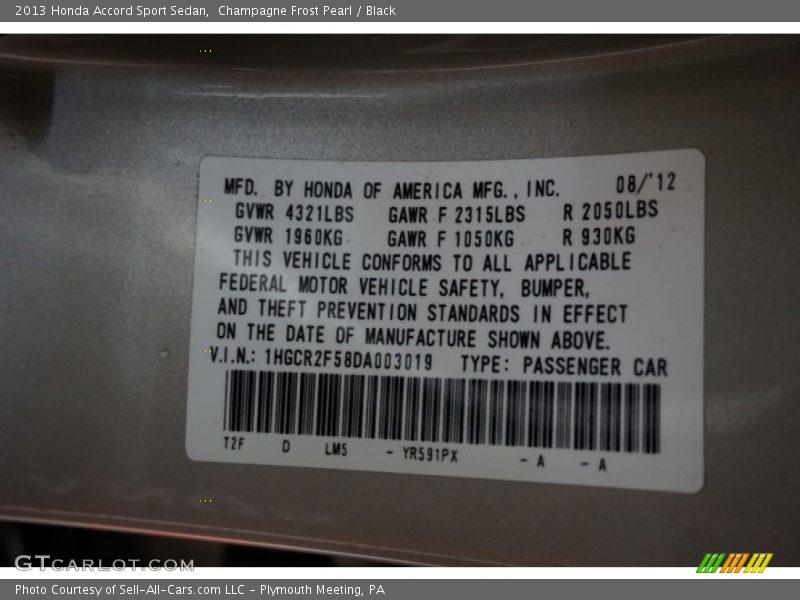 2013 Honda Accord Sport Sedan, Champagne Frost Pearl / Black
MFD. BY HONDA OF AMERICA MFG., INC. 08/'12
GVWR 4321LBS GAWR F 2315LBS R 2050LBS
GVWR 1960KG GAWR F 1050KG R 930KG
THIS VEHICLE CONFORMS TO ALL APPLICABLE
FEDERAL MOTOR VEHICLE SAFETY, BUMPER,
AND THEFT PREVENTION STANDARDS IN EFFECT
ON THE DATE OF MANUFACTURE SHOWN ABOVE.
V.I.N.: 1HGCR2F58DA003019 TYPE: PASSENGER CAR
T2F D LM5 - YR591PX - A - A
GTCARLOT.COM
Photo Courtesy of Sell-All-Cars.com LLC - Plymouth Meeting, PA